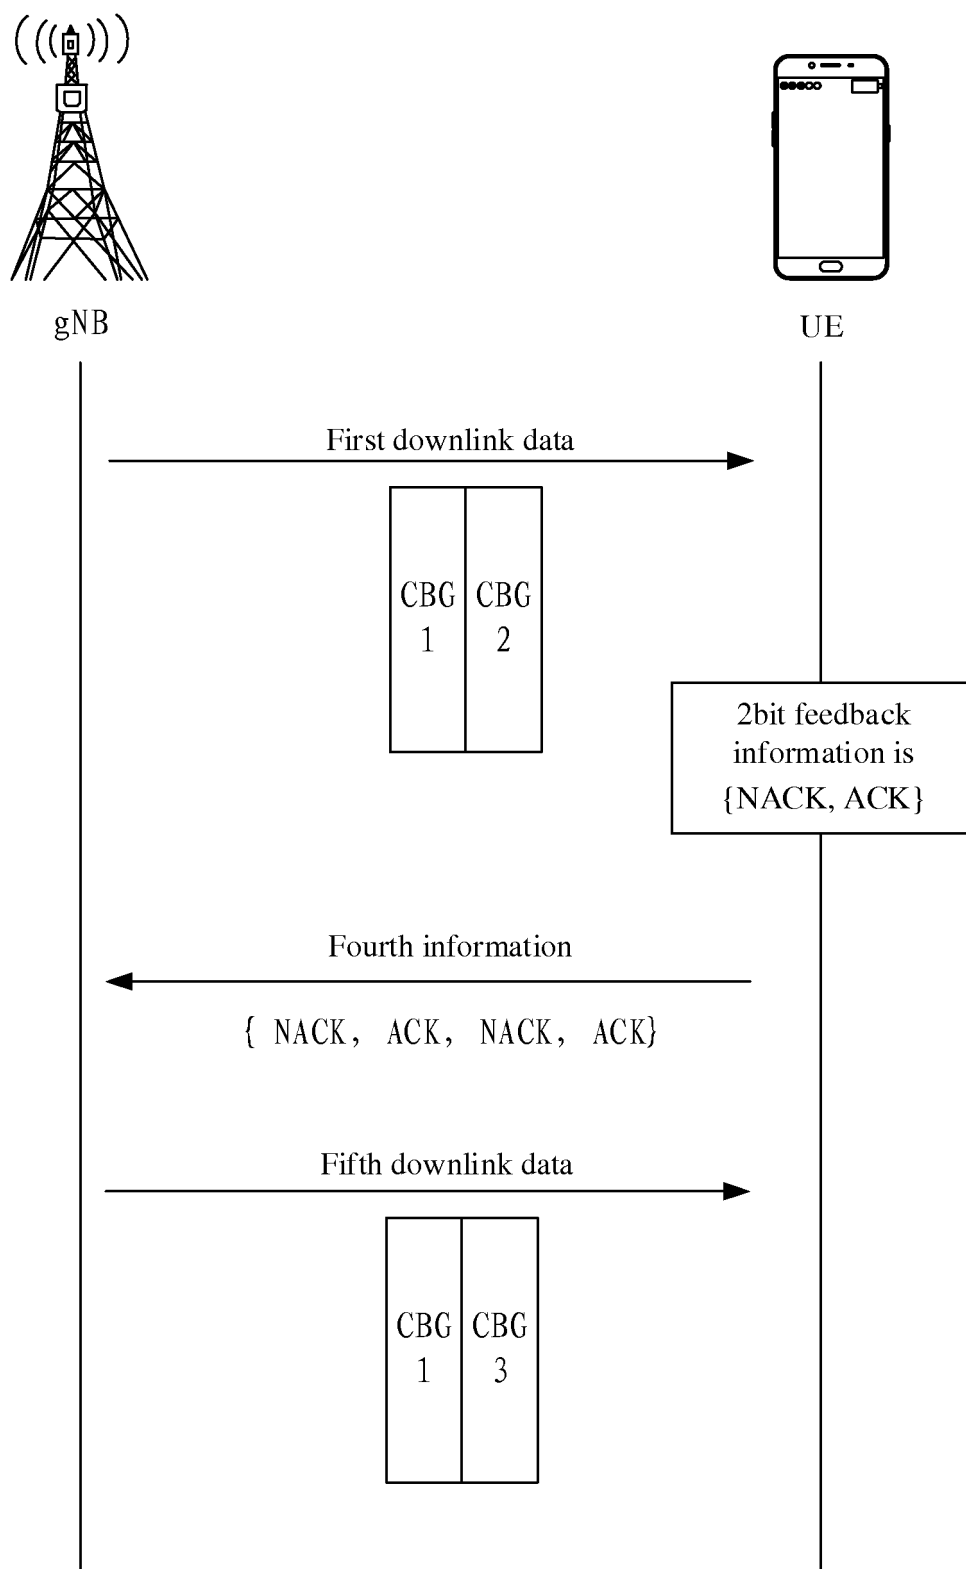 gNB
UE
First downlink data
CBG
1
CBG
2
2bit feedback
information is
{NACK, ACK}
Fourth information
{ NACK, ACK, NACK, ACK}
Fifth downlink data
CBG
1
CBG
3